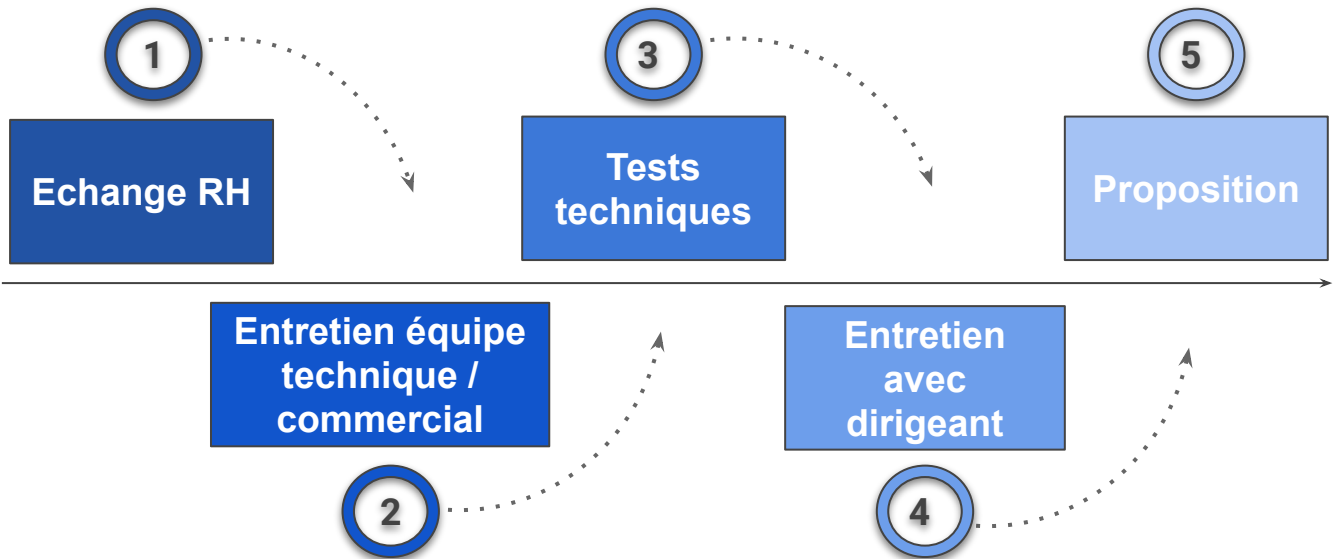 1
Echange RH
2
Entretien équipe
technique /
commercial
3
Tests
techniques
4
Entretien
avec
dirigeant
5
Proposition